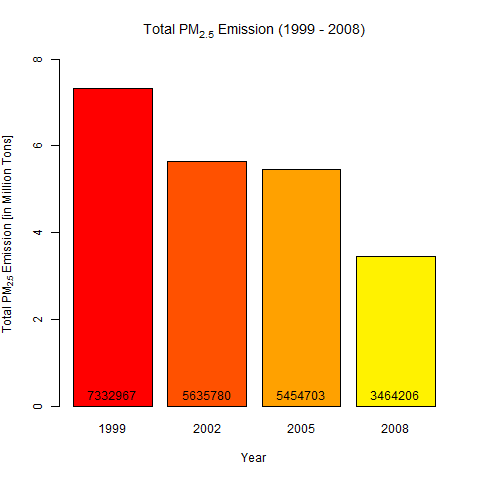 Total PM2.5 Emission (1999 - 2008)
Total PM2.5 Emission [in Million Tons]
8
6
4
2
0
7332967 5635780 5454703 3464206
1999 2002 2005 2008
Year